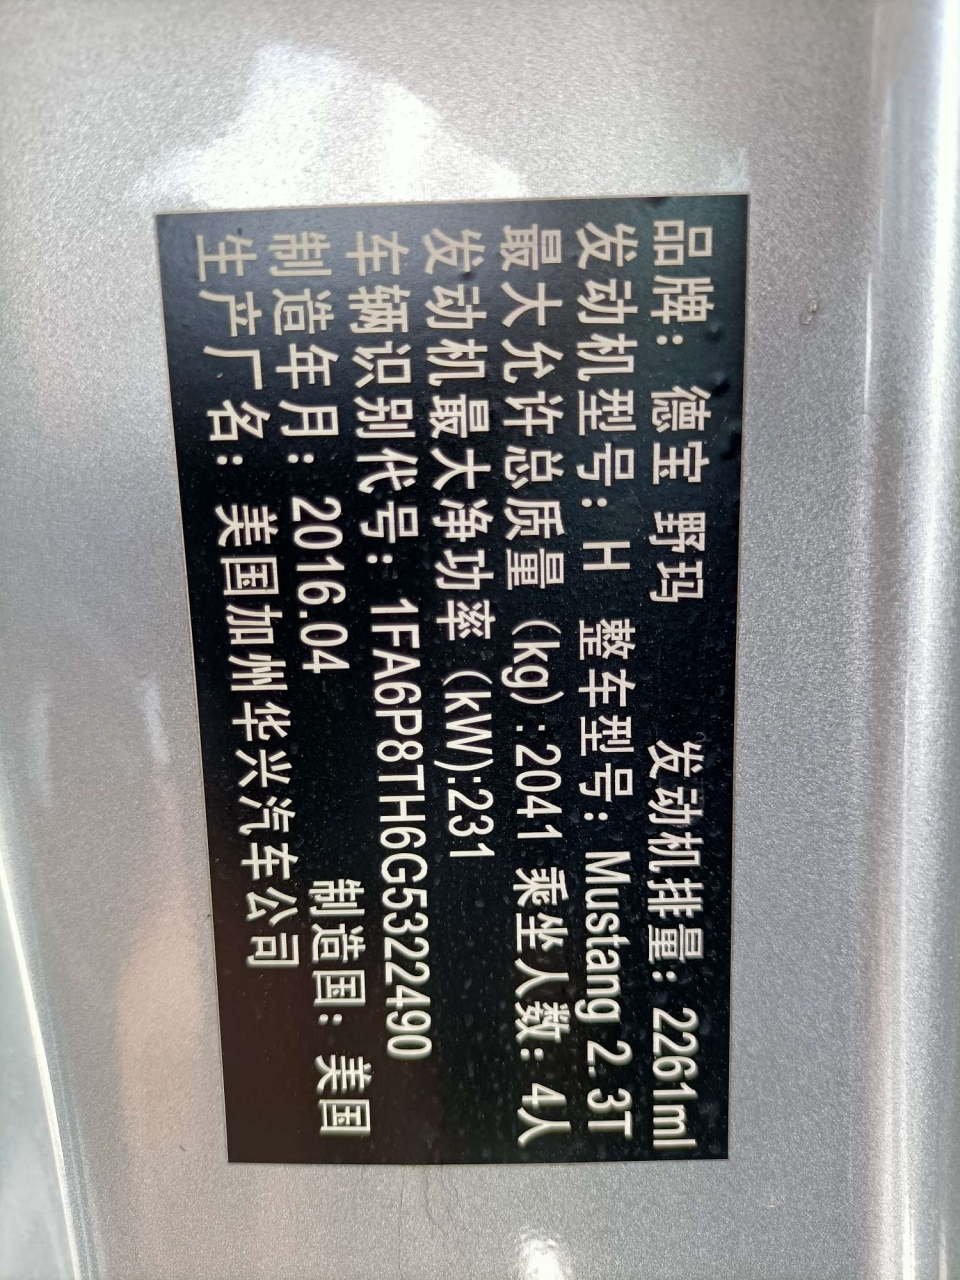 品牌: 德宝 野玛 发动机排量: 2261ml
发动机型号: H 整车型号: Mustang 2.3T
最大允许总质量 (kg):2041 乘坐人数: 4人
发动机最大净功率 (kW):231
车辆识别代号: 1FA6P8TH6G5322490
制造年月: 2016.04 制造国: 美国
生产厂名: 美国加州华兴汽车公司